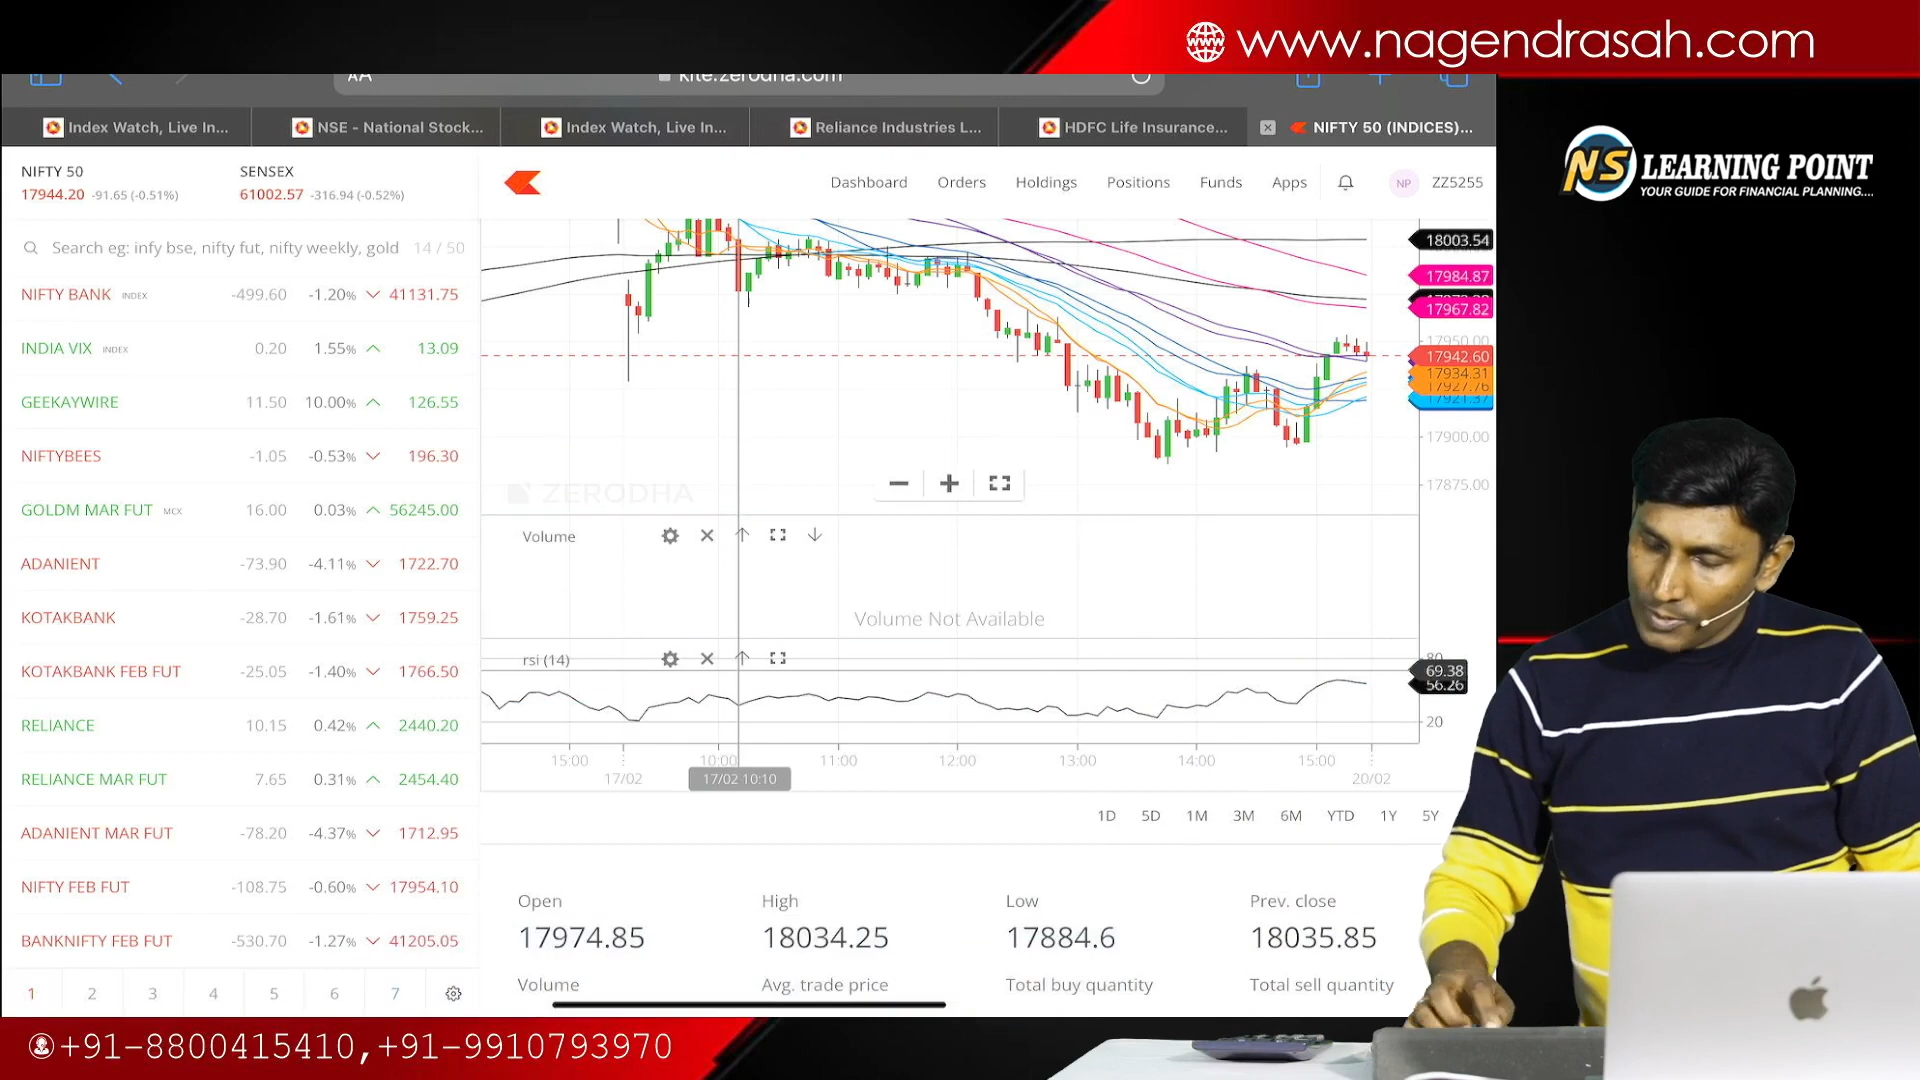 www.nagendrasah.com
AA
kite.zerodha.com
Index Watch, Live In...
NSE - National Stock...
Index Watch, Live In...
Reliance Industries L...
HDFC Life Insurance...
NIFTY 50 (INDICES)...
NS LEARNING POINT
YOUR GUIDE FOR FINANCIAL PLANNING....
NIFTY 50
17944.20 -91.65 (-0.51%)
SENSEX
61002.57 -316.94 (-0.52%)
Dashboard Orders Holdings Positions Funds Apps NP ZZ5255
Search eg: infy bse, nifty fut, nifty weekly, gold 14 / 50
NIFTY BANK INDEX -499.60 -1.20% 41131.75
INDIA VIX INDEX 0.20 1.55% 13.09
GEEKAYWIRE 11.50 10.00% 126.55
NIFTYBEES -1.05 -0.53% 196.30
GOLDM MAR FUT MCX 16.00 0.03% 56245.00
ADANIENT -73.90 -4.11% 1722.70
KOTAKBANK -28.70 -1.61% 1759.25
KOTAKBANK FEB FUT -25.05 -1.40% 1766.50
RELIANCE 10.15 0.42% 2440.20
RELIANCE MAR FUT 7.65 0.31% 2454.40
ADANIENT MAR FUT -78.20 -4.37% 1712.95
NIFTY FEB FUT -108.75 -0.60% 17954.10
BANKNIFTY FEB FUT -530.70 -1.27% 41205.05
1 2 3 4 5 6 7
18003.54
17984.87
17967.82
17950.00
17942.60
17934.31
17927.76
17921.37
17900.00
17875.00
ZERODHA
Volume
Volume Not Available
rsi (14)
80
69.38
56.26
20
15:00 10:00 11:00 12:00 13:00 14:00 15:00
17/02 17/02 10:10 20/02
1D 5D 1M 3M 6M YTD 1Y 5Y
Open High Low Prev. close
17974.85 18034.25 17884.6 18035.85
Volume Avg. trade price Total buy quantity Total sell quantity
+91-8800415410,+91-9910793970